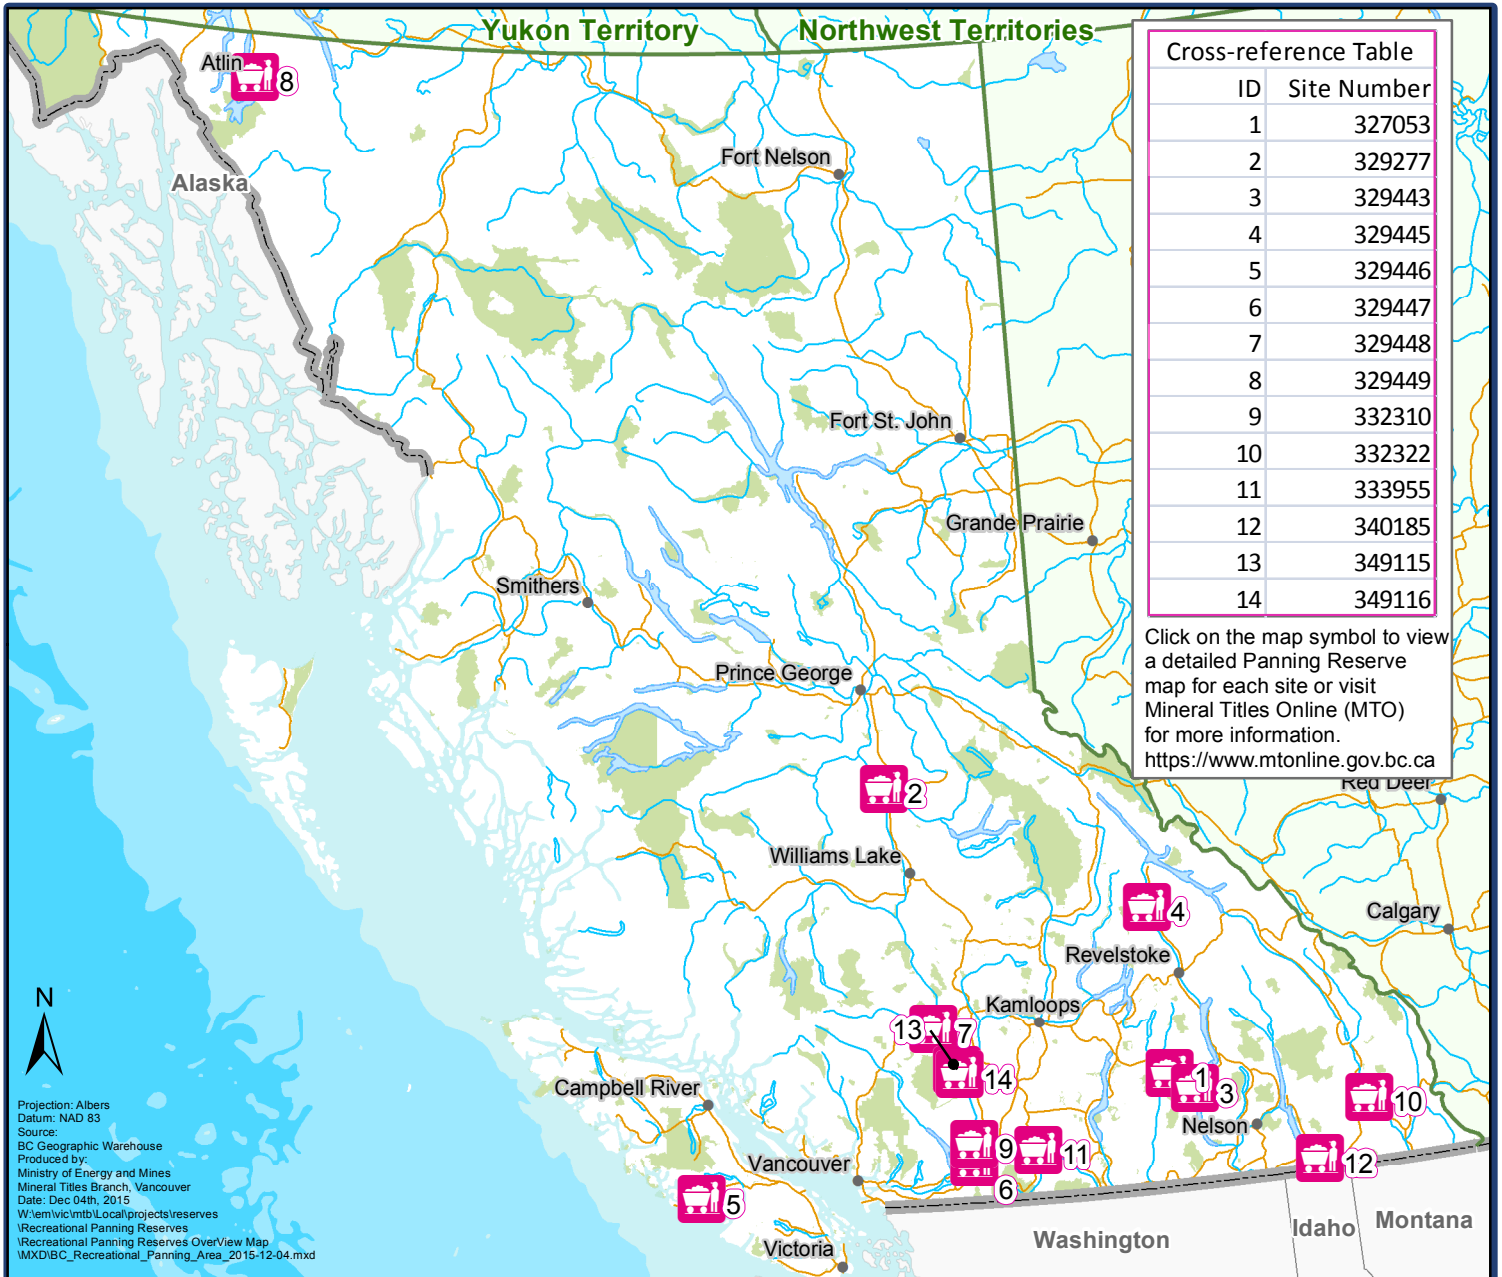 Yukon Territory
Northwest Territories
Atlin
8
Alaska
Fort Nelson
Fort St. John
Grande Prairie
Smithers
Prince George
2
Williams Lake
4
Revelstoke
Kamloops
13
7
14
1
3
10
Nelson
12
9
11
6
Campbell River
Vancouver
5
Victoria
Red Deer
Calgary
Washington
Idaho
Montana
Cross-reference Table
ID Site Number
1 327053
2 329277
3 329443
4 329445
5 329446
6 329447
7 329448
8 329449
9 332310
10 332322
11 333955
12 340185
13 349115
14 349116
Click on the map symbol to view
a detailed Panning Reserve
map for each site or visit
Mineral Titles Online (MTO)
for more information.
https://www.mtonline.gov.bc.ca
N
Projection: Albers
Datum: NAD 83
Source:
BC Geographic Warehouse
Produced by:
Ministry of Energy and Mines
Mineral Titles Branch, Vancouver
Date: Dec 04th, 2015
W:\em\vic\mtb\Local\projects\reserves
\Recreational Panning Reserves
\Recreational Panning Reserves OverView Map
\MXD\BC_Recreational_Panning_Area_2015-12-04.mxd